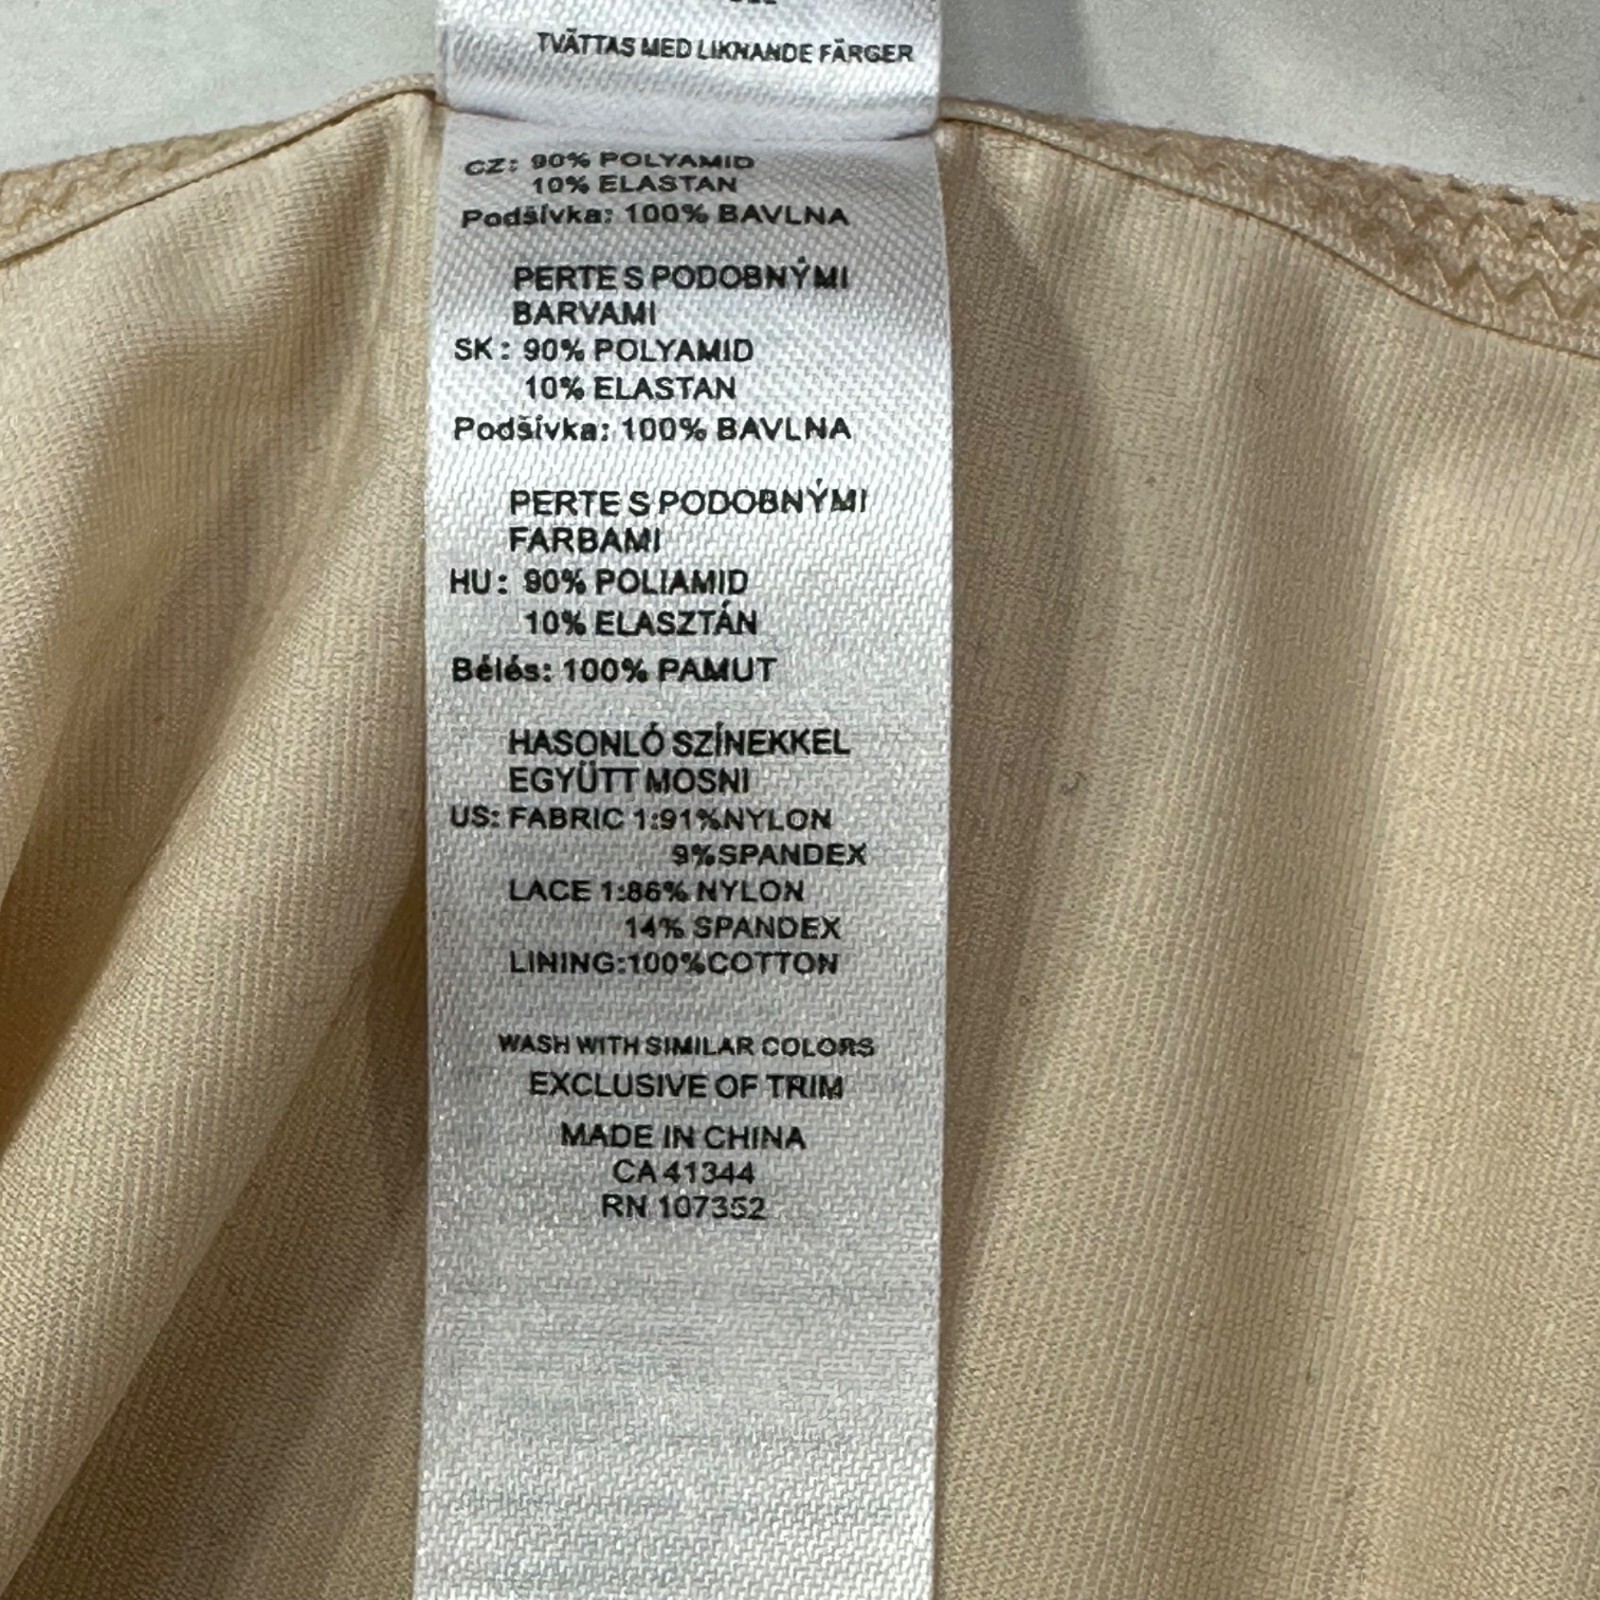 TVÄTTAS MED LIKNANDE FÄRGER
CZ: 90% POLYAMID
10% ELASTAN
Podšívka: 100% BAVLNA
PERTE S PODOBNÝMI
BARVAMI
SK: 90% POLYAMID
10% ELASTAN
Podšívka: 100% BAVLNA
PERTE S PODOBNÝMI
FARBAMI
HU: 90% POLIAMID
10% ELASZTÁN
Bélés: 100% PAMUT
HASONLÓ SZÍNEKKEL
EGYÜTT MOSNI
US: FABRIC 1:91%NYLON
9%SPANDEX
LACE 1:86% NYLON
14% SPANDEX
LINING:100%COTTON
WASH WITH SIMILAR COLORS
EXCLUSIVE OF TRIM
MADE IN CHINA
CA 41344
RN 107352